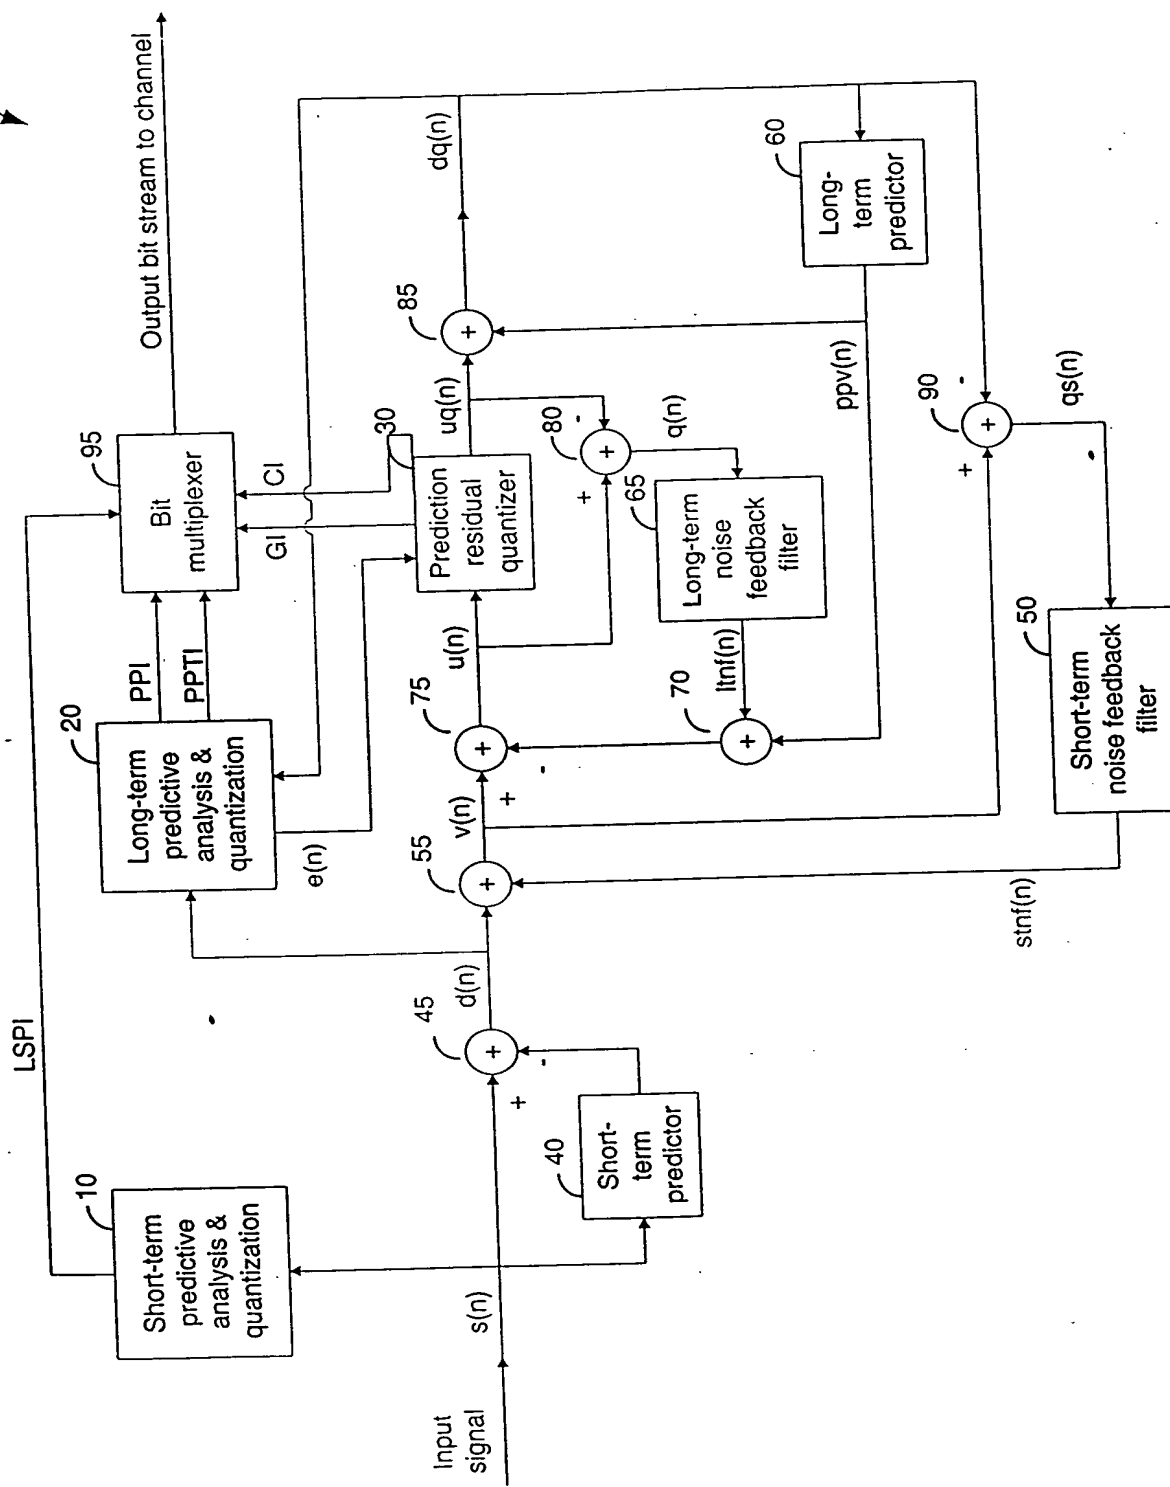 Input
signal
s(n)
Short-term
predictive
analysis &
quantization
10
LSPI
Short-
term
predictor
40
+
-
+
45
d(n)
Long-term
predictive
analysis &
quantization
20
PPI
PPTI
e(n)
+
55
v(n)
+
-
+
75
u(n)
Prediction
residual
quantizer
30
GI
CI
Bit
multiplexer
95
Output bit stream to channel
uq(n)
+
85
dq(n)
+
-
+
80
q(n)
Long-term
noise
feedback
filter
65
ltnf(n)
+
70
ppv(n)
Long-
term
predictor
60
+
-
+
90
qs(n)
Short-term
noise feedback
filter
50
stnf(n)